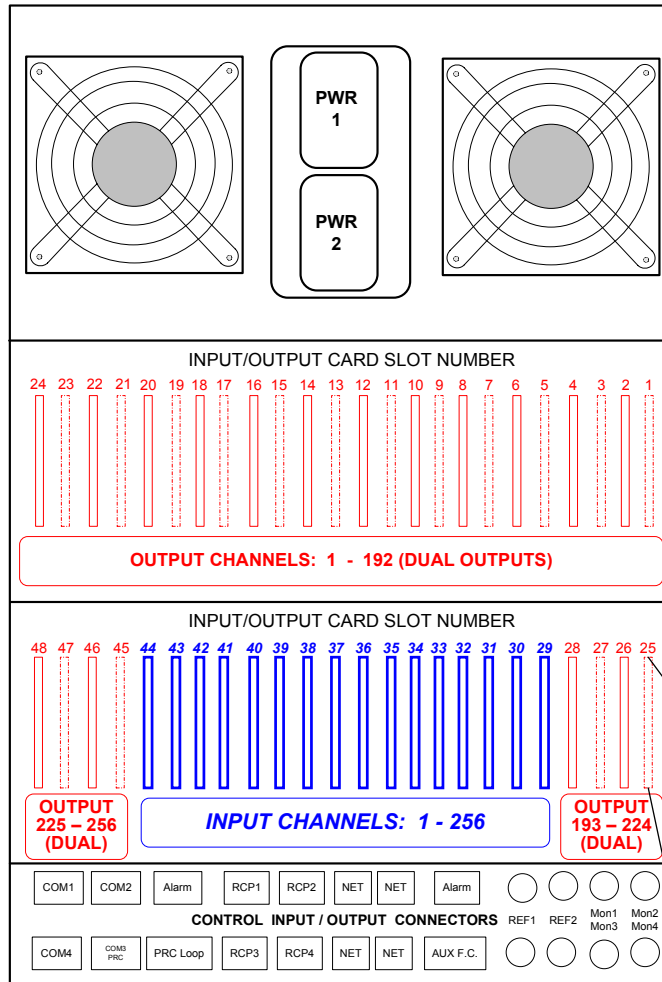 PWR
1
PWR
2
INPUT/OUTPUT CARD SLOT NUMBER
24 23 22 21 20 19 18 17 16 15 14 13 12 11 10 9 8 7 6 5 4 3 2 1
OUTPUT CHANNELS: 1 - 192 (DUAL OUTPUTS)
INPUT/OUTPUT CARD SLOT NUMBER
48 47 46 45 44 43 42 41 40 39 38 37 36 35 34 33 32 31 30 29 28 27 26 25
OUTPUT
225 – 256
(DUAL)
INPUT CHANNELS: 1 - 256
OUTPUT
193 – 224
(DUAL)
COM1 COM2 Alarm RCP1 RCP2 NET NET Alarm
CONTROL INPUT / OUTPUT CONNECTORS REF1 REF2
Mon1 Mon2
Mon3 Mon4
COM4
COM3
PRC
PRC Loop RCP3 RCP4 NET NET AUX F.C.